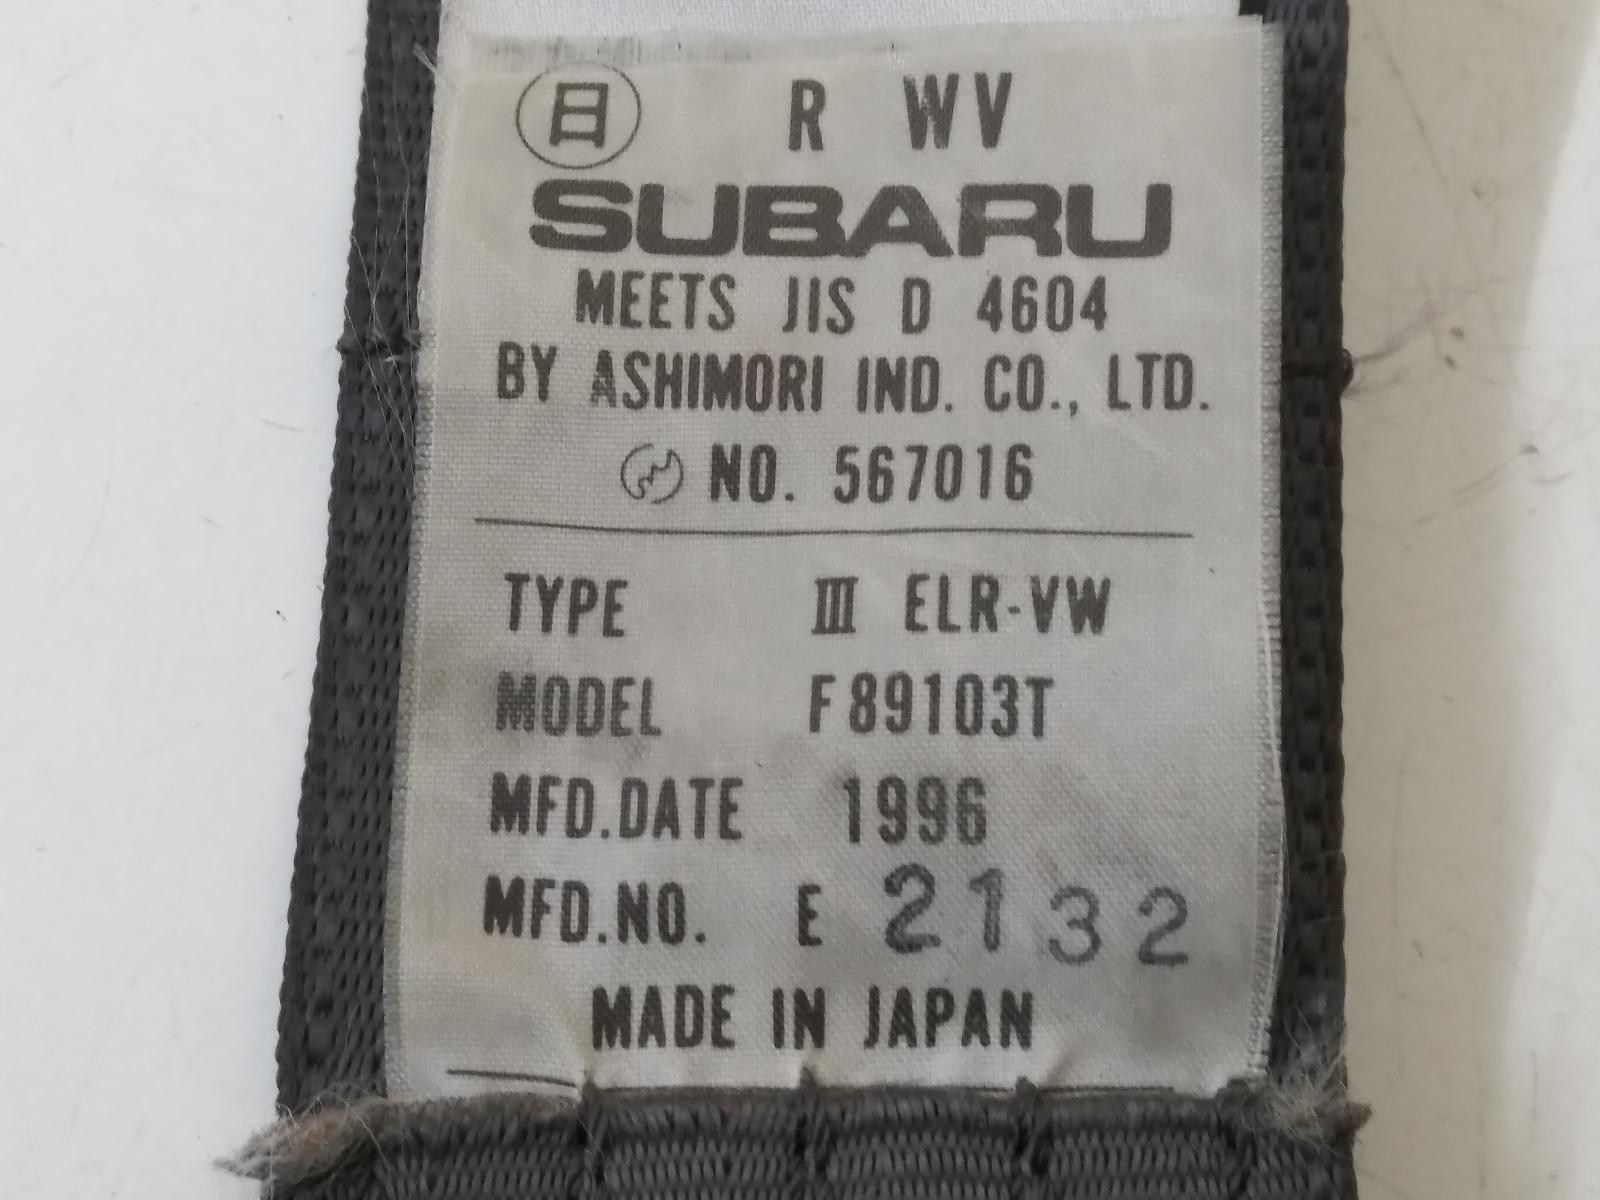 日 R WV
SUBARU
MEETS JIS D 4604
BY ASHIMORI IND. CO., LTD.
NO. 567016
TYPE III ELR-VW
MODEL F89103T
MFD.DATE 1996
MFD.NO. E 2132
MADE IN JAPAN